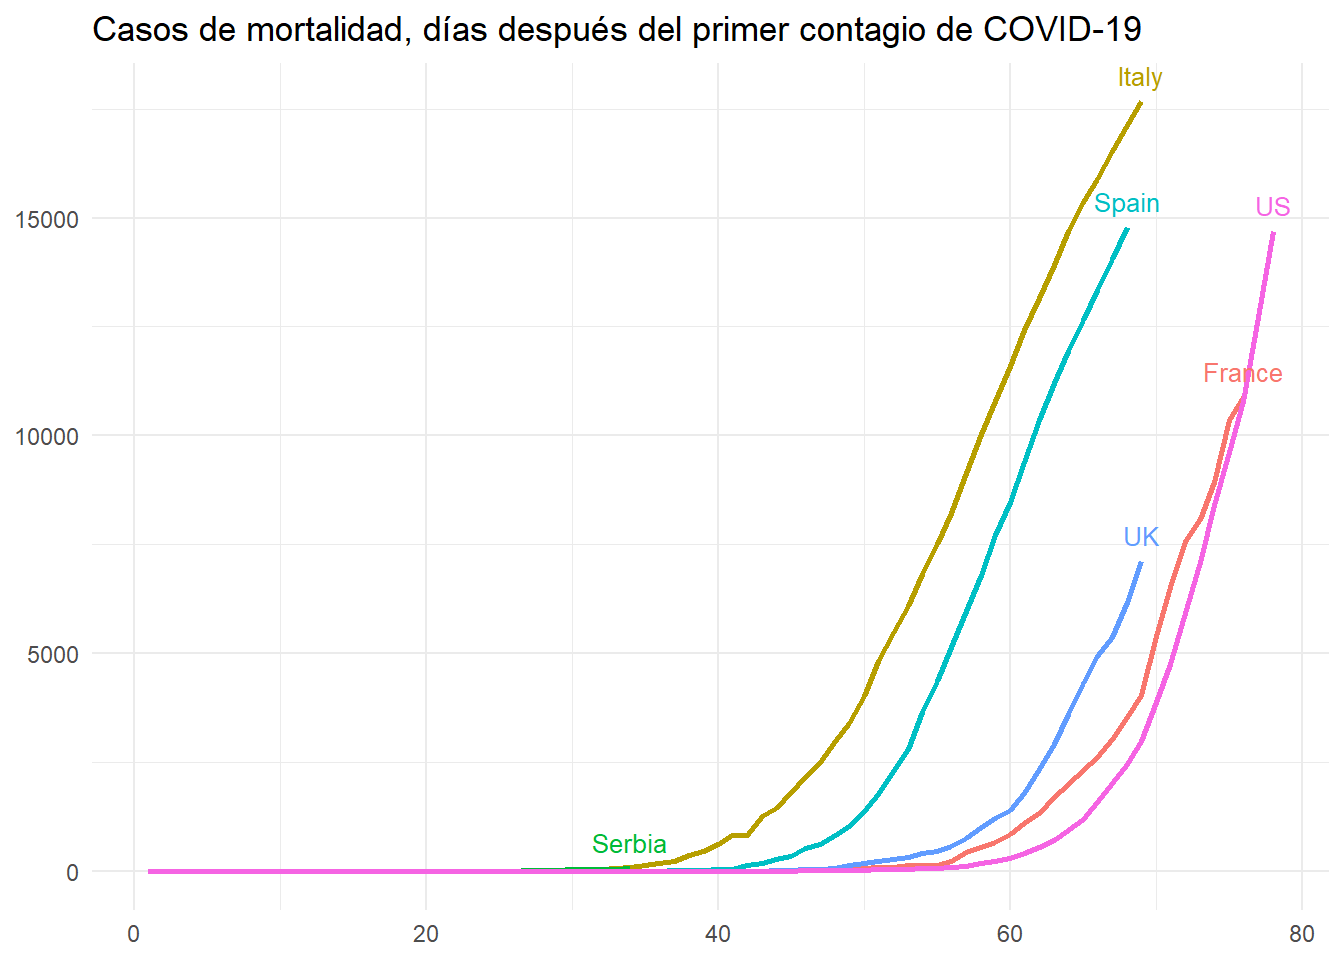 Casos de mortalidad, días después del primer contagio de COVID-19
Italy
Spain
US
15000
France
10000
UK
5000
Serbia
0
0 20 40 60 80